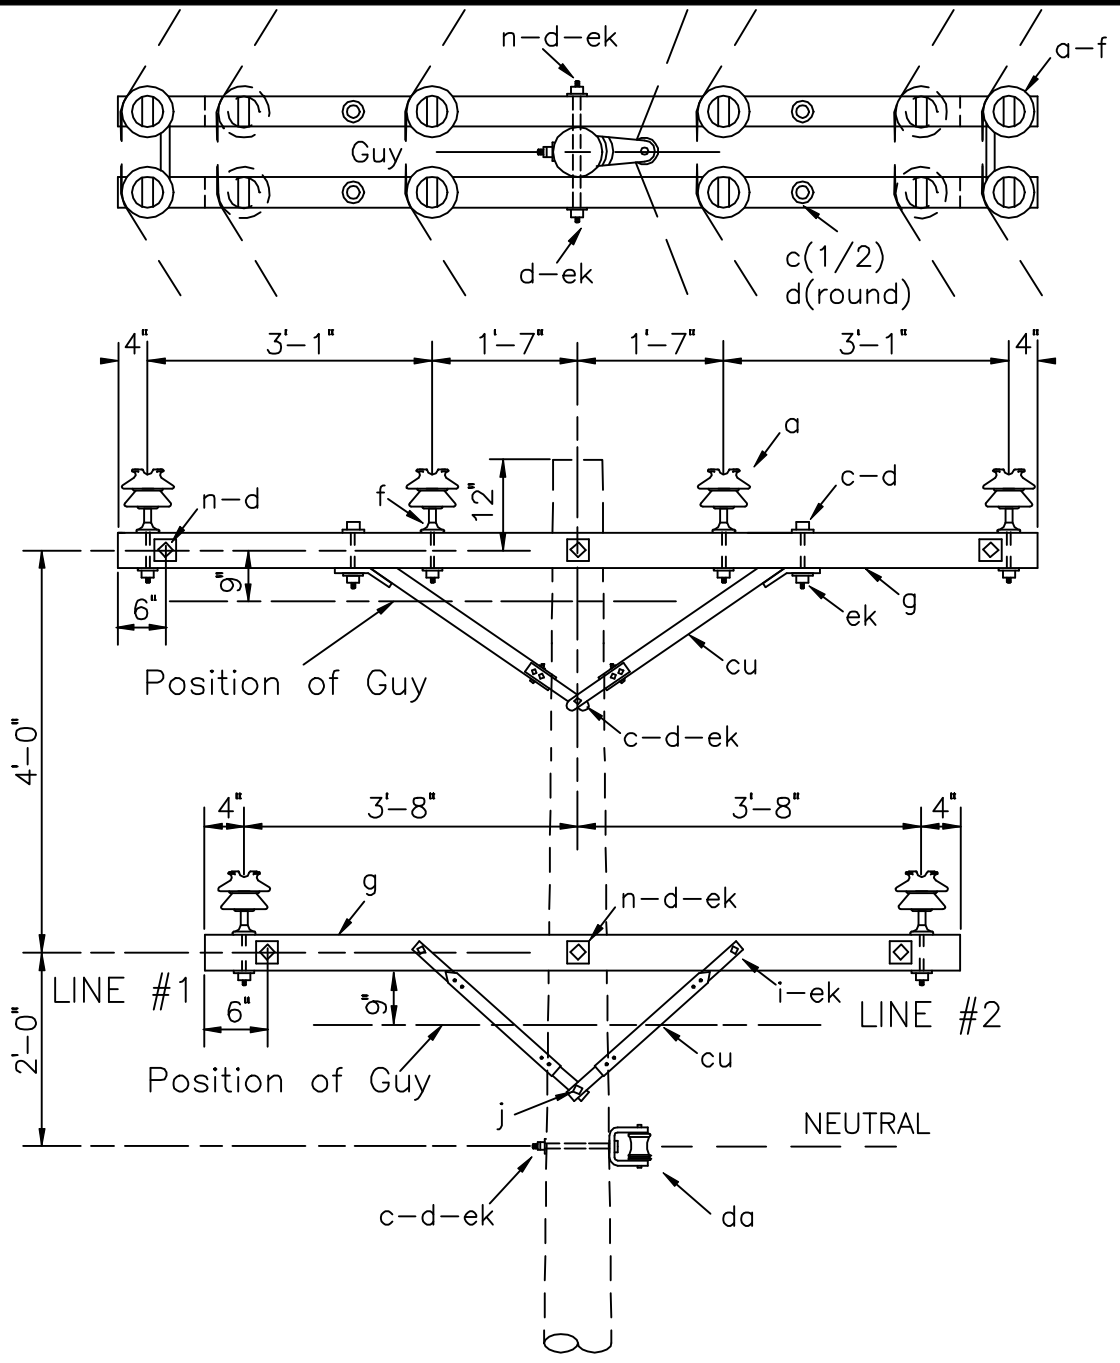 n-d-ek
a-f
Guy
d-ek
c(1/2)
d(round)
4"
3'-1"
1'-7"
1'-7"
3'-1"
4"
a
c-d
n-d
f
12"
9"
6"
ek
g
cu
Position of Guy
c-d-ek
4'-0"
4"
3'-8"
3'-8"
4"
g
n-d-ek
LINE #1
6"
9"
i-ek
LINE #2
2'-0"
cu
Position of Guy
j
NEUTRAL
c-d-ek
da